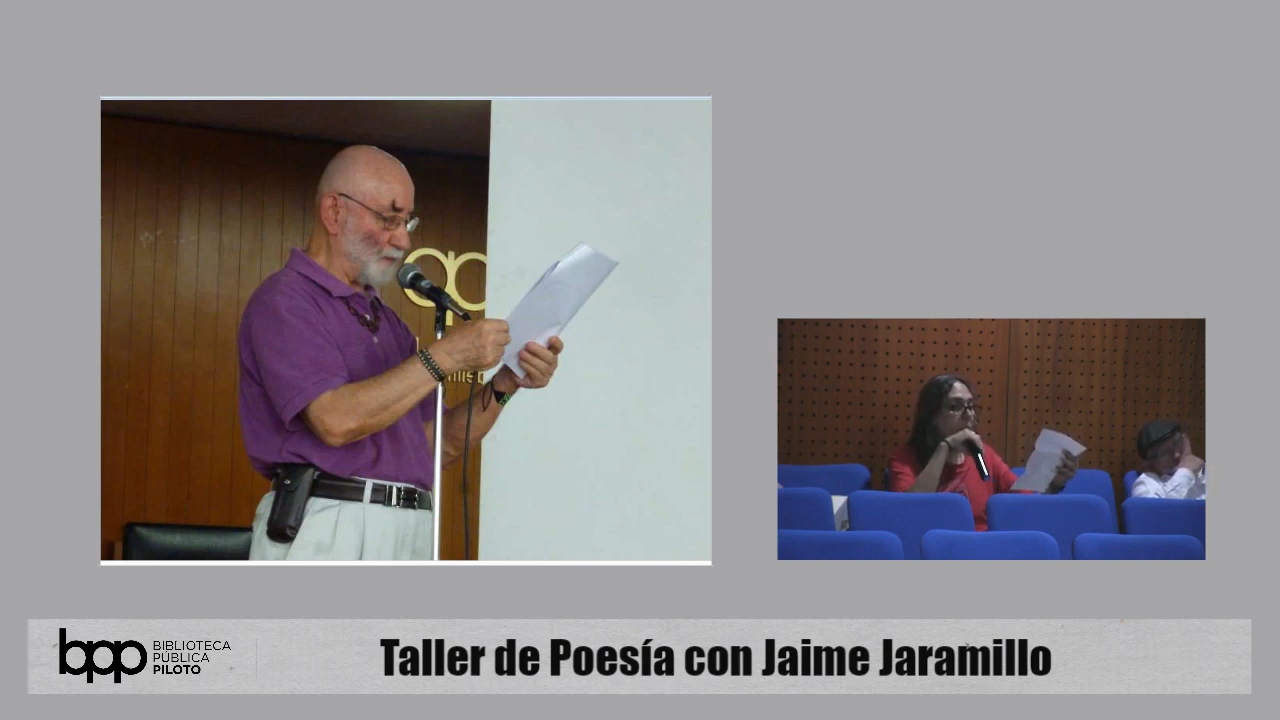 bpp
BIBLIOTECA
PÚBLICA
PILOTO
Taller de Poesía con Jaime Jaramillo